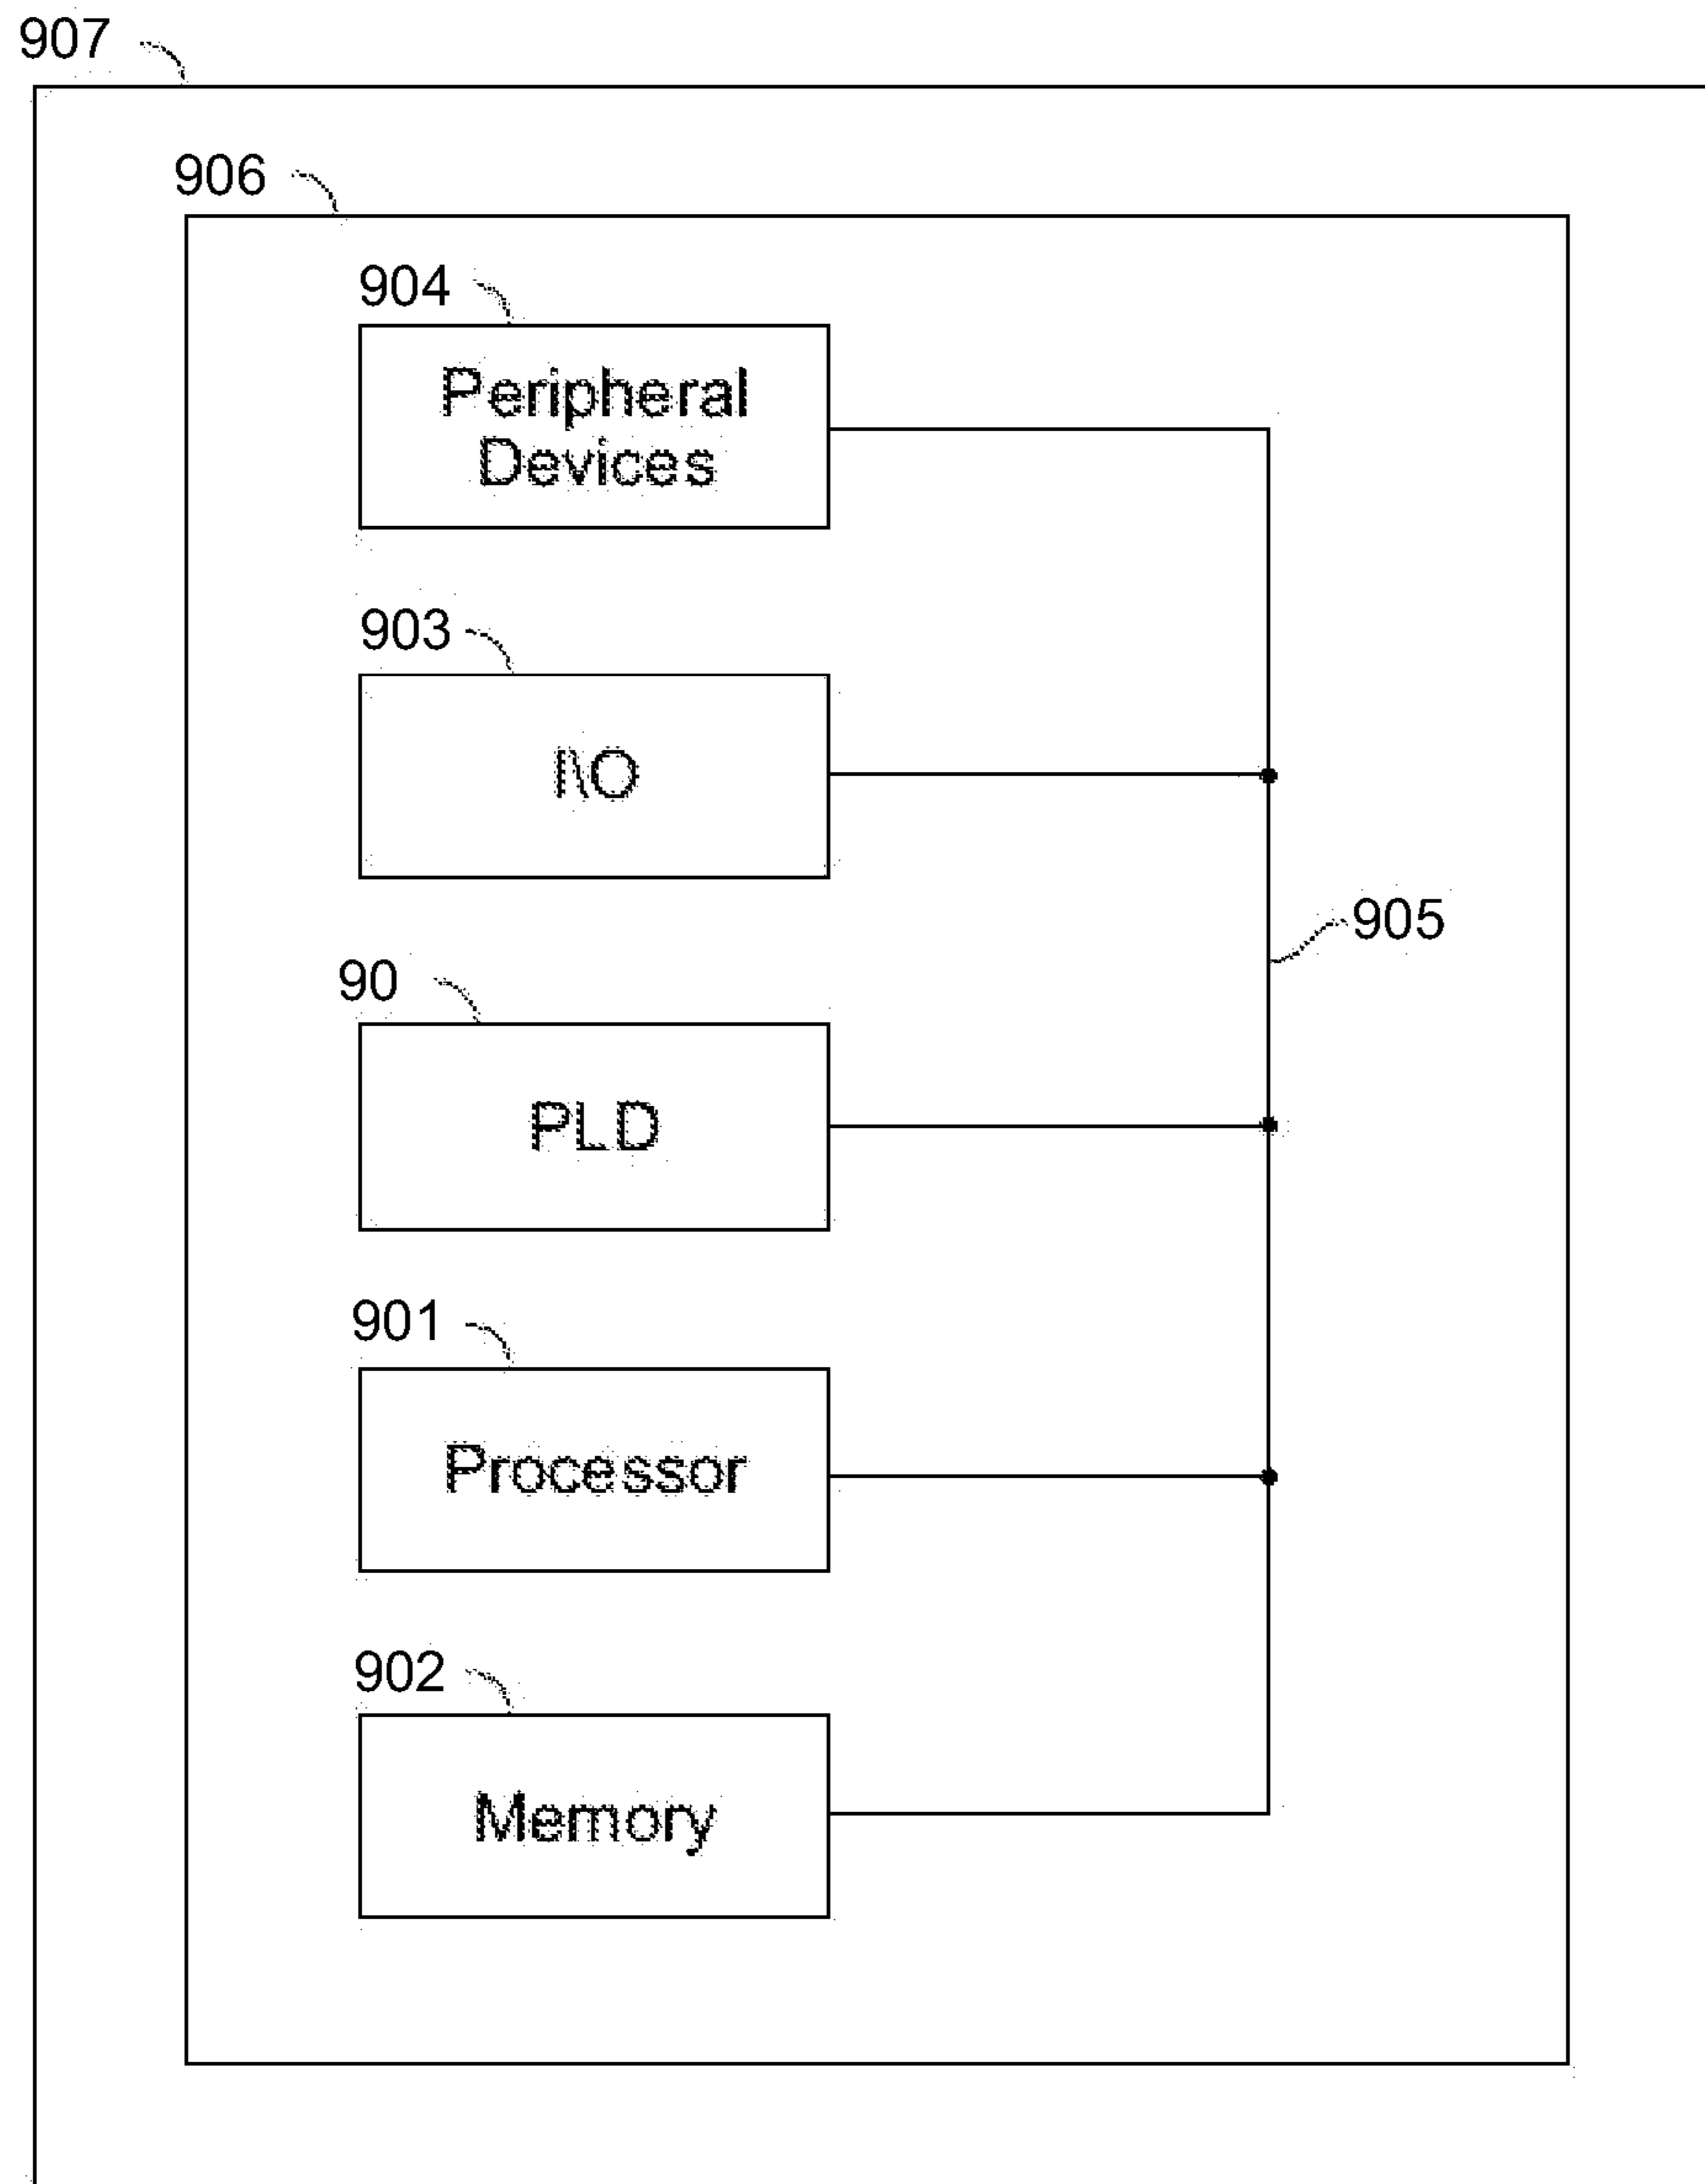 907
906
904
Peripheral
Devices
903
I\O
905
90
PLD
901
Processor
902
Memory